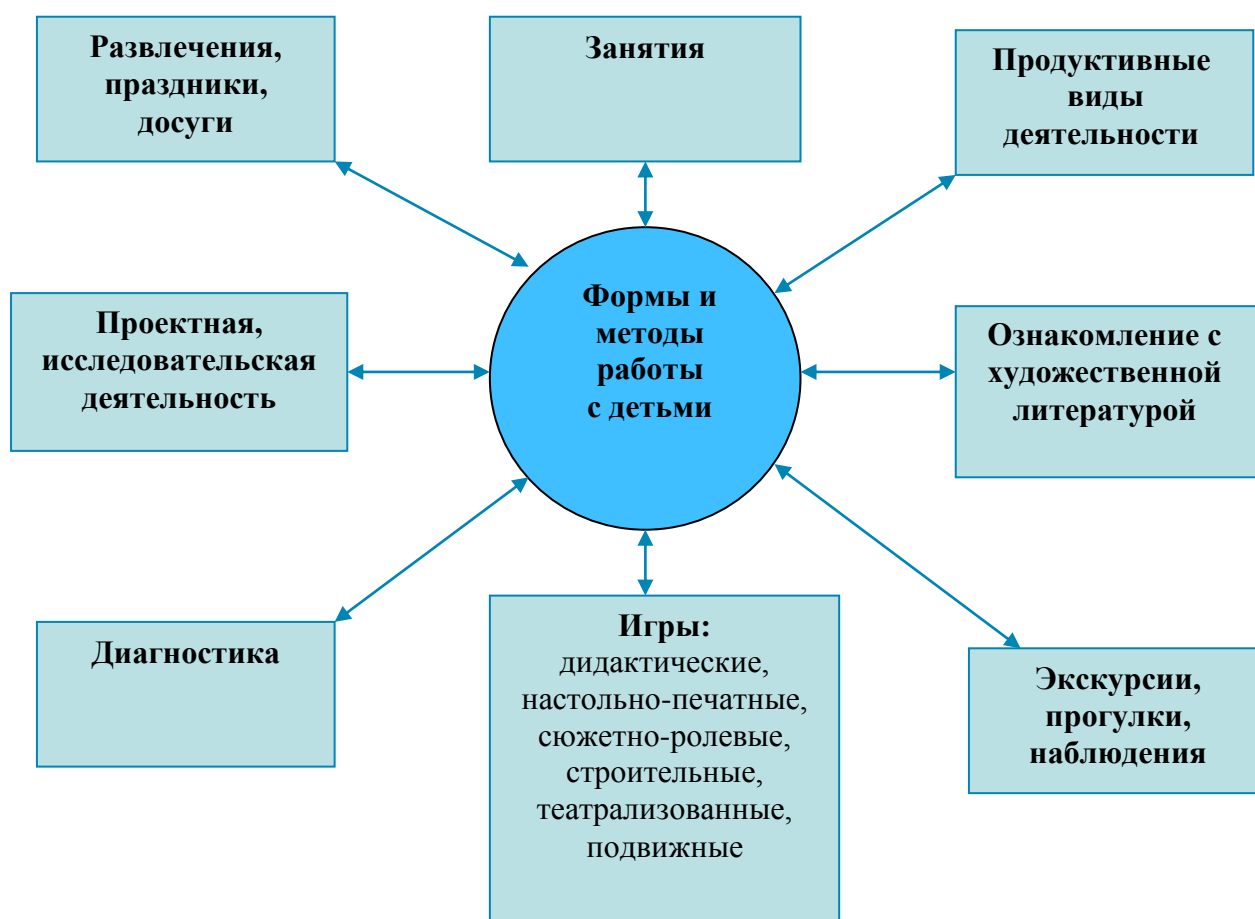 Развлечения,
праздники,
досуги
Занятия
Продуктивные
виды
деятельности
Проектная,
исследовательская
деятельность
Формы и
методы
работы
с детьми
Ознакомление с
художественной
литературой
Диагностика
Игры:
дидактические,
настольно-печатные,
сюжетно-ролевые,
строительные,
театрализованные,
подвижные
Экскурсии,
прогулки,
наблюдения